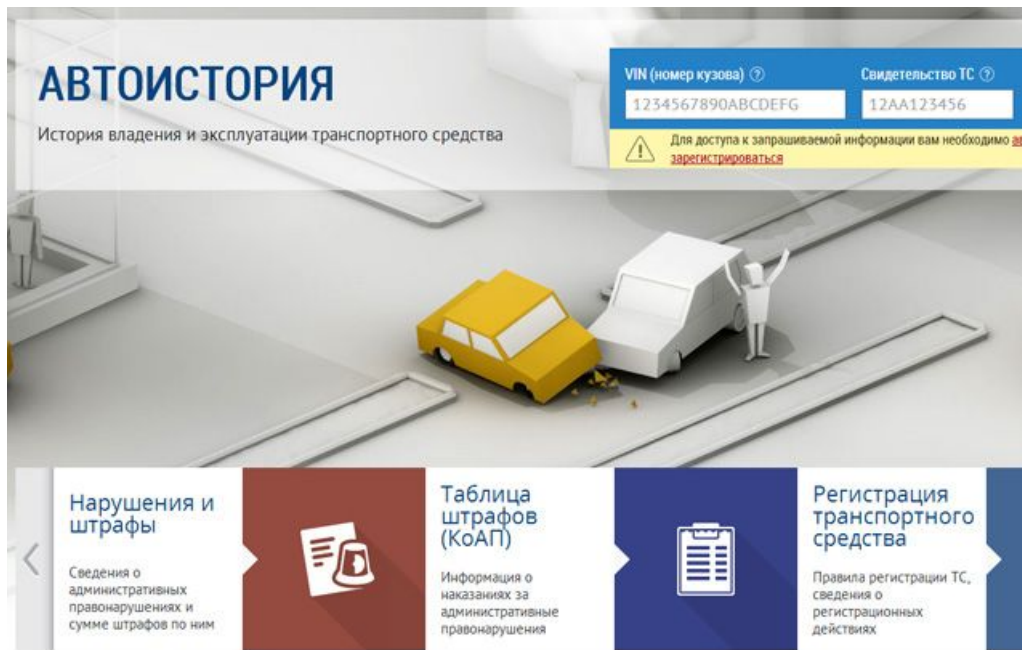 АВТОИСТОРИЯ
История владения и эксплуатации транспортного средства
VIN (номер кузова) ?
Свидетельство ТС ?
1234567890ABCDEFG
12AA123456
Для доступа к запрашиваемой информации вам необходимо
зарегистрироваться
Нарушения и
штрафы
Сведения о
административных
правонарушениях и
сумме штрафов по ним
Таблица
штрафов
(КоАП)
Информация о
наказаниях за
административные
правонарушения
Регистрация
транспортного
средства
Правила регистрации ТС,
сведения о
регистрационных
действиях